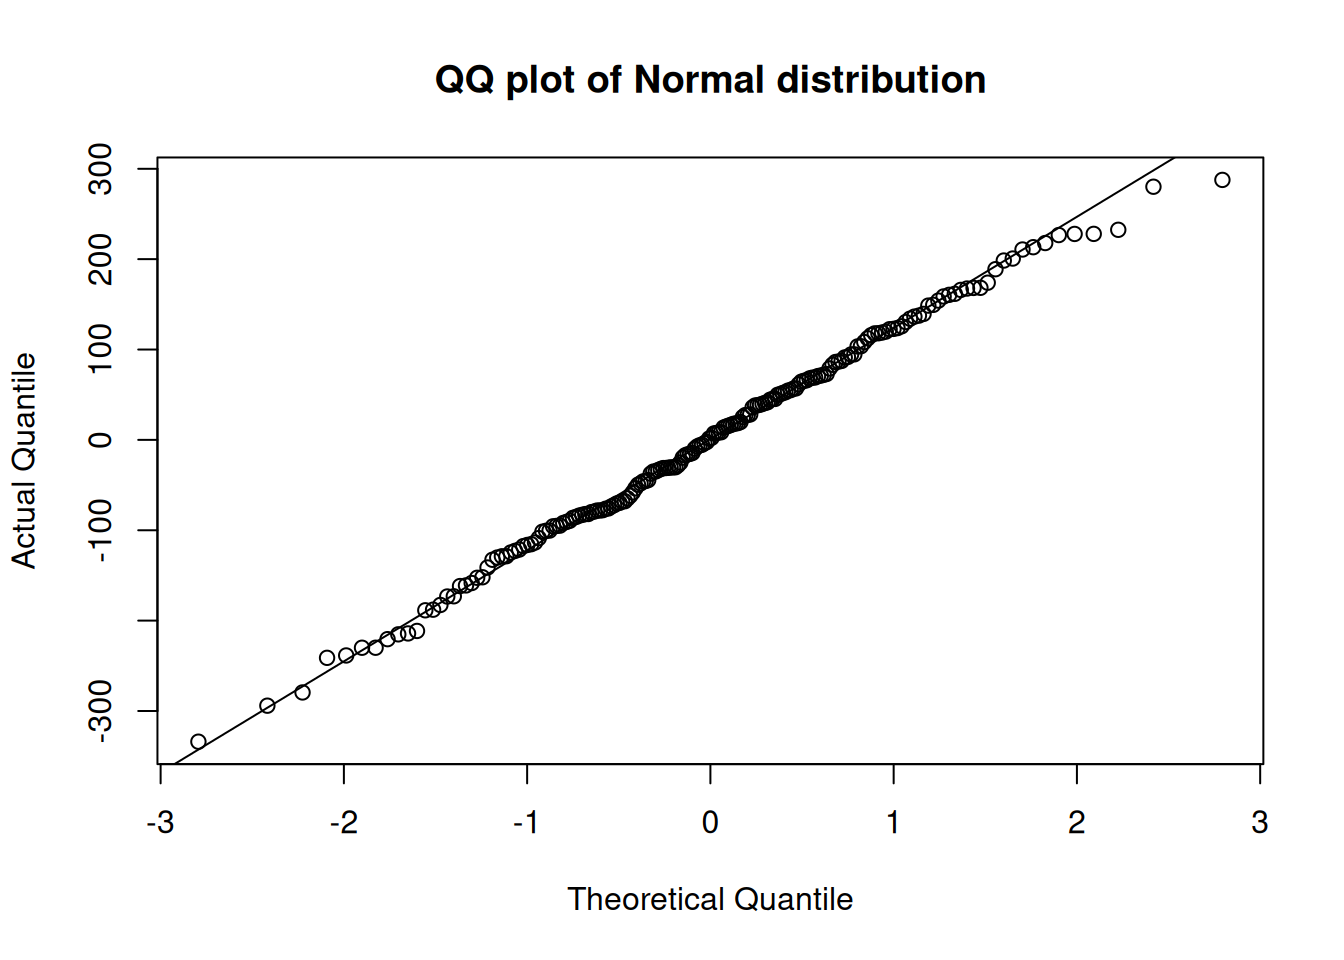 QQ plot of Normal distribution
300
200
100
0
-100
-300
Actual Quantile
-3 -2 -1 0 1 2 3
Theoretical Quantile